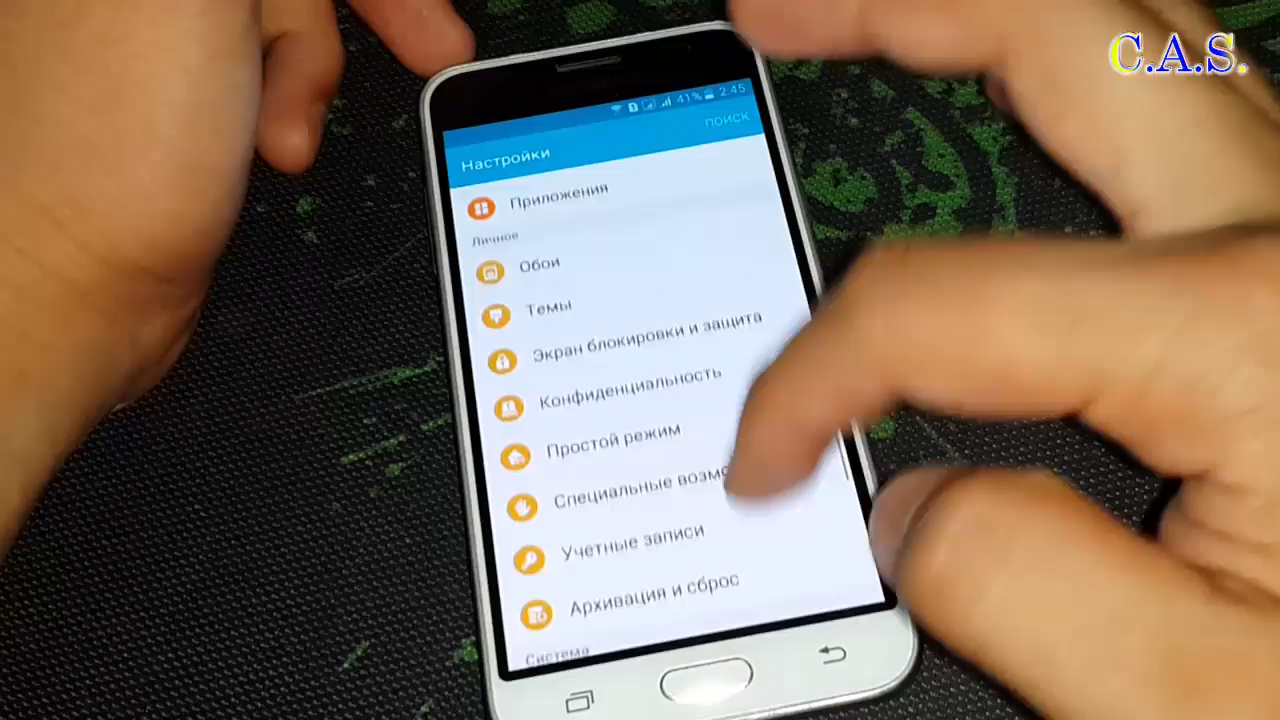 C.A.S.
41% 2:45
Настройки ПОИСК
Приложения
Личное
Обои
Темы
Экран блокировки и защита
Конфиденциальность
Простой режим
Специальные возмо
Учетные записи
Архивация и сброс
Система